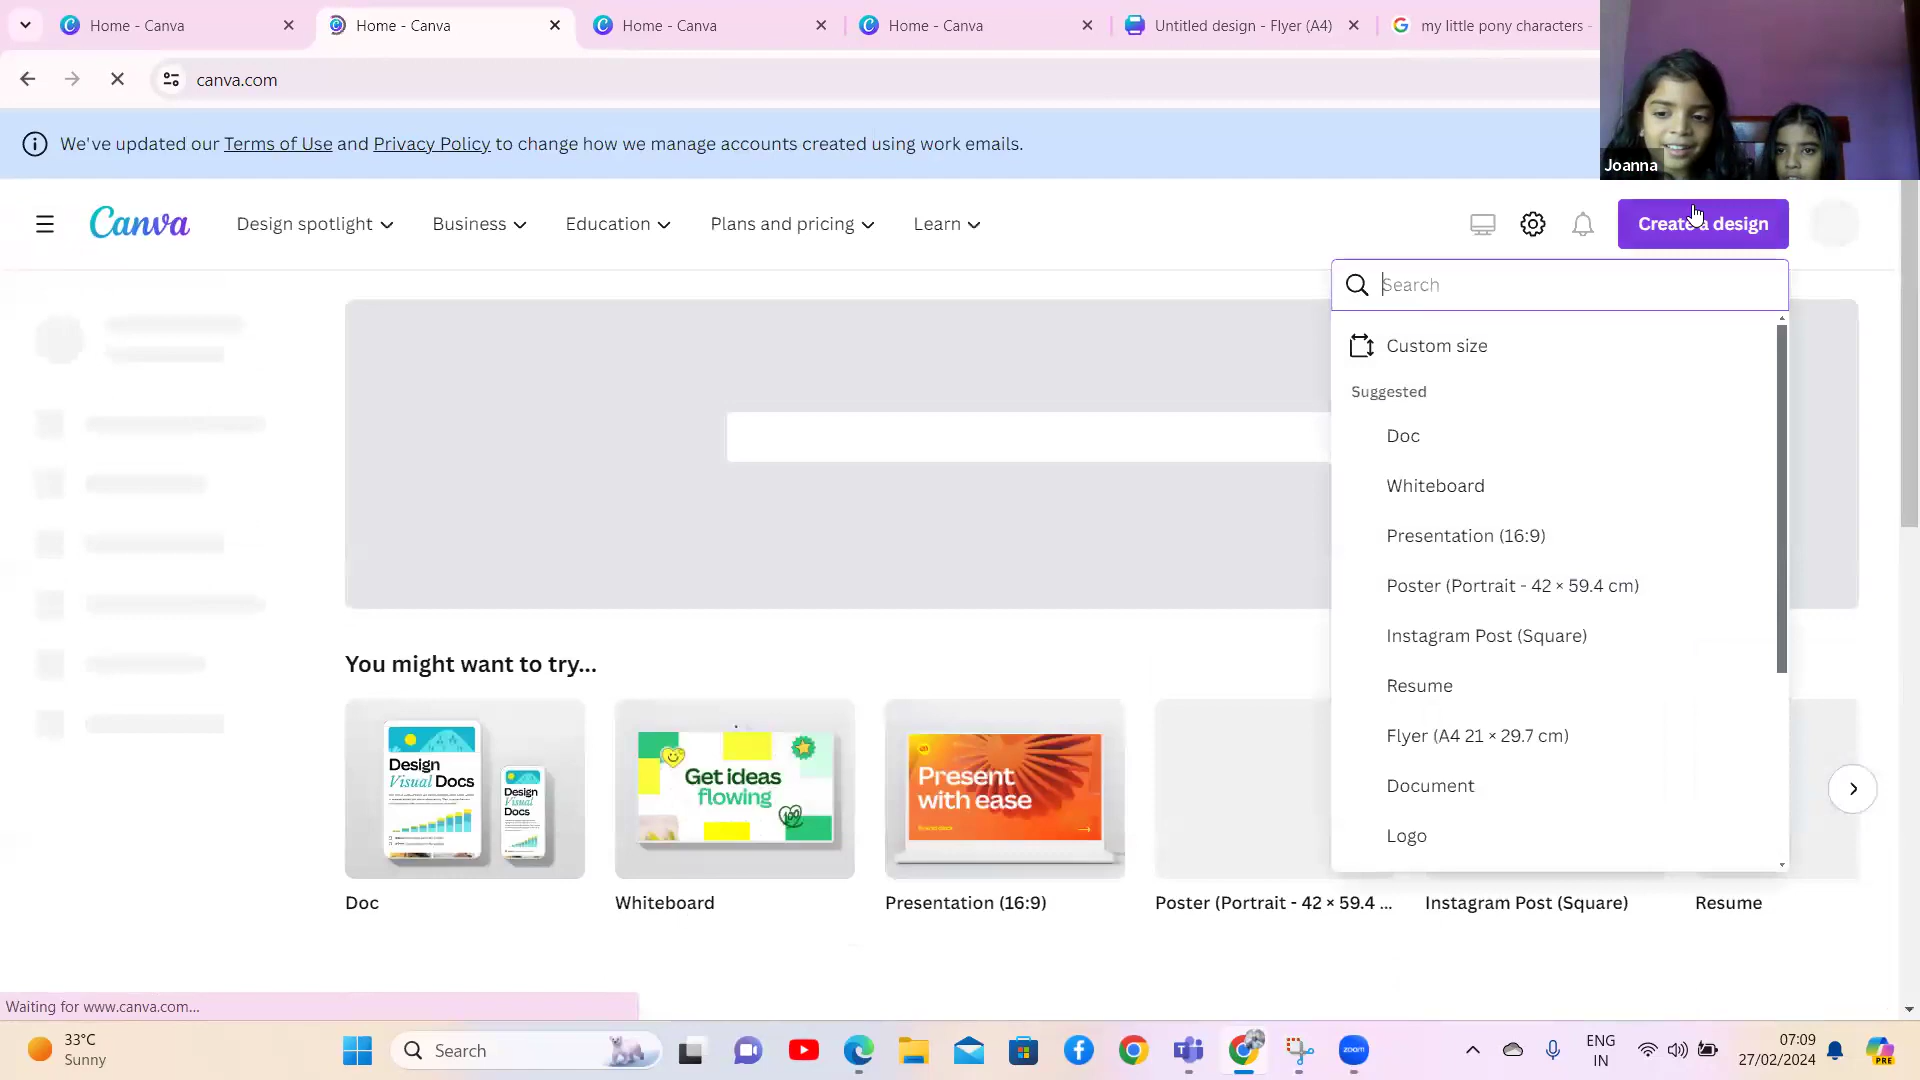 Home - Canva
Home - Canva
Home - Canva
Home - Canva
Untitled design - Flyer (A4)
my little pony characters -
canva.com
We've updated our Terms of Use and Privacy Policy to change how we manage accounts created using work emails.
Joanna
Canva
Design spotlight
Business
Education
Plans and pricing
Learn
Create a design
Search
Custom size
Suggested
Doc
Whiteboard
Presentation (16:9)
Poster (Portrait - 42 × 59.4 cm)
Instagram Post (Square)
Resume
Flyer (A4 21 × 29.7 cm)
Document
Logo
You might want to try...
Design
Visual Docs
Design
Visual
Docs
Get ideas
flowing
100
Present
with ease
Doc
Whiteboard
Presentation (16:9)
Poster (Portrait - 42 × 59.4 ...
Instagram Post (Square)
Resume
Waiting for www.canva.com...
33°C
Sunny
Search
zoom
ENG
IN
07:09
27/02/2024
PRE